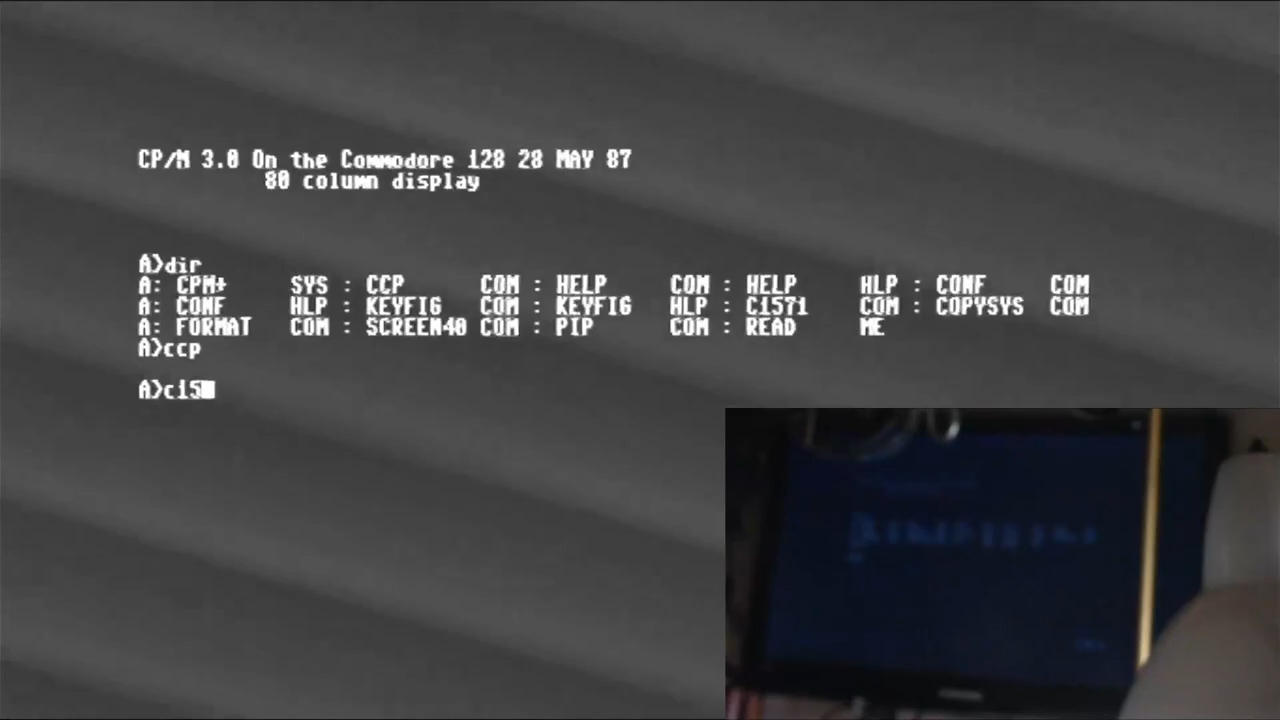 CP/M 3.0 On the Commodore 128 28 MAY 87
80 column display
A>dir
A: CPM+ SYS : CCP COM : HELP COM : HELP HLP : CONF COM
A: CONF HLP : KEYFIG COM : KEYFIG HLP : C1571 COM : COPYSYS COM
A: FORMAT COM : SCREEN40 COM : PIP COM : READ ME
A>ccp
A>c15